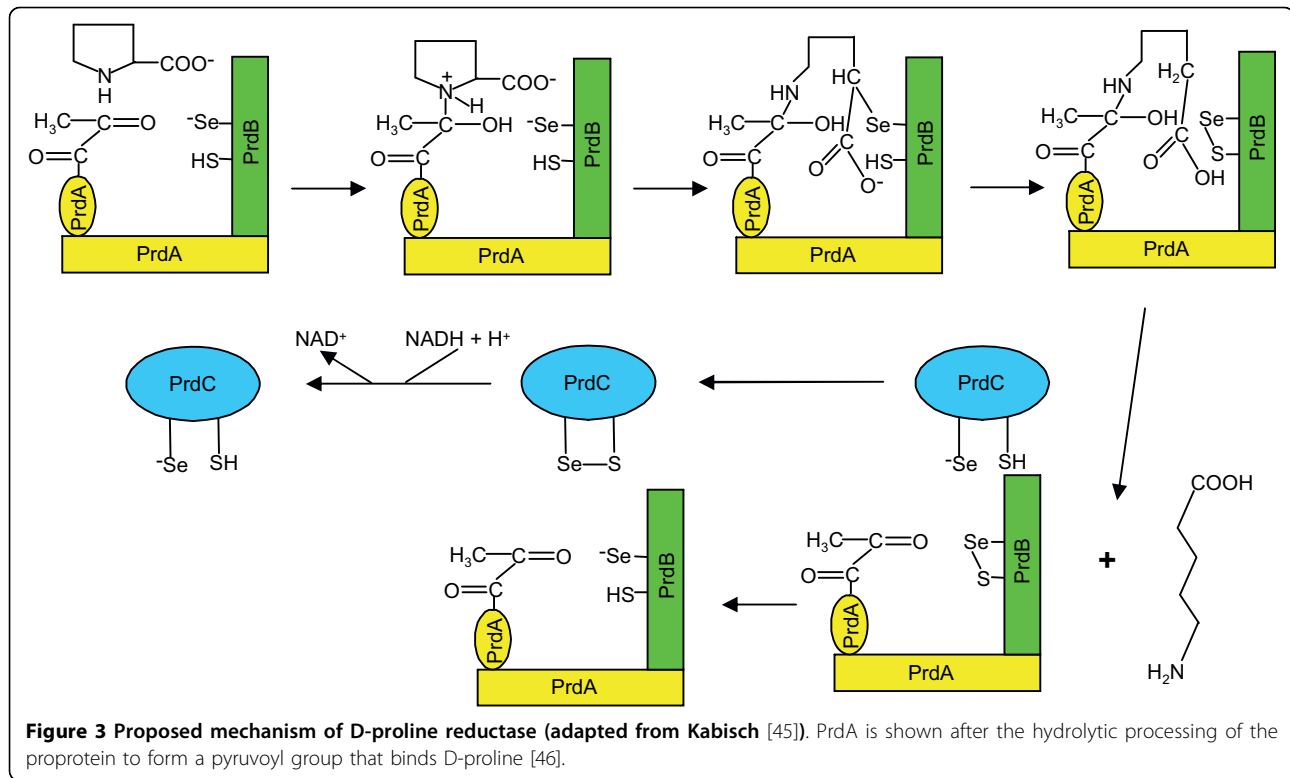 N
H
COO-
H3C
C
O
O
C
PrdA
PrdA
-Se
HS
PrdB
+
N
H
COO-
H3C
C
OH
O
C
PrdA
PrdA
-Se
HS
PrdB
HN
HC
H3C
C
OH
Se
O
C
C
O
O-
HS
PrdA
PrdA
PrdB
HN
H2C
H3C
C
OH
Se
O
C
C
O
OH
S
PrdA
PrdA
PrdB
NAD+
NADH + H+
PrdC
-Se
SH
PrdC
Se
S
PrdC
-Se
SH
H3C
C
O
O
C
PrdA
PrdA
-Se
HS
PrdB
H3C
C
O
O
C
PrdA
PrdA
Se
S
PrdB
+
COOH
H2N
Figure 3 Proposed mechanism of D-proline reductase (adapted from Kabisch [45]). PrdA is shown after the hydrolytic processing of the
proprotein to form a pyruvoyl group that binds D-proline [46].